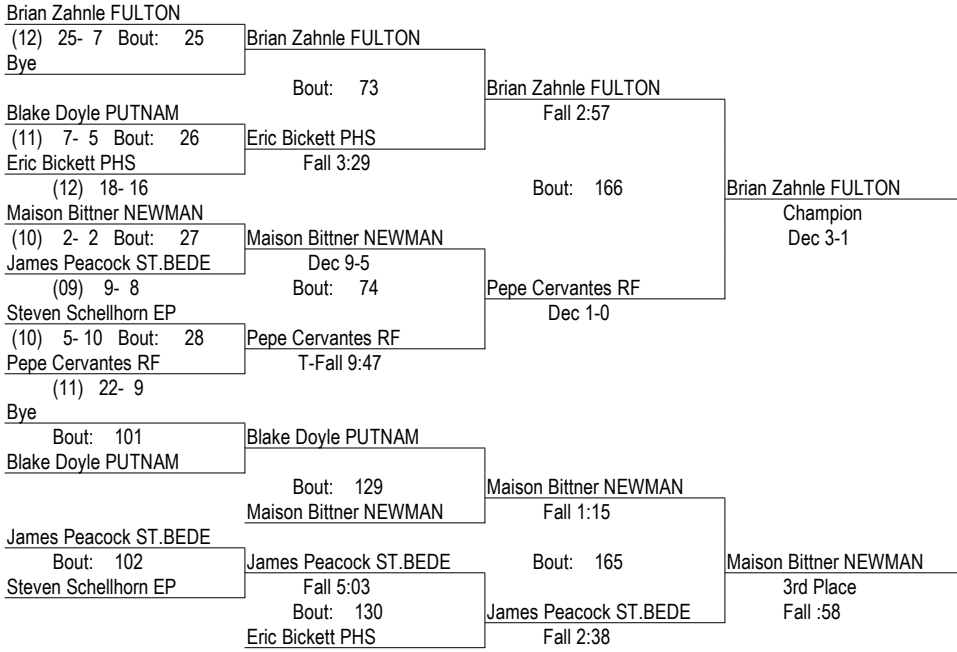 Brian Zahnle FULTON
(12) 25- 7 Bout: 25 Brian Zahnle FULTON
Bye
Bout: 73 Brian Zahnle FULTON
Blake Doyle PUTNAM Fall 2:57
(11) 7- 5 Bout: 26 Eric Bickett PHS
Eric Bickett PHS Fall 3:29
(12) 18- 16 Bout: 166 Brian Zahnle FULTON
Maison Bittner NEWMAN Champion
(10) 2- 2 Bout: 27 Maison Bittner NEWMAN Dec 3-1
James Peacock ST.BEDE Dec 9-5
(09) 9- 8 Bout: 74 Pepe Cervantes RF
Steven Schellhorn EP Dec 1-0
(10) 5- 10 Bout: 28 Pepe Cervantes RF
Pepe Cervantes RF T-Fall 9:47
(11) 22- 9
Bye
Bout: 101 Blake Doyle PUTNAM
Blake Doyle PUTNAM
Bout: 129 Maison Bittner NEWMAN
Maison Bittner NEWMAN Fall 1:15
James Peacock ST.BEDE
Bout: 102 James Peacock ST.BEDE Bout: 165 Maison Bittner NEWMAN
Steven Schellhorn EP Fall 5:03 3rd Place
Bout: 130 James Peacock ST.BEDE Fall :58
Eric Bickett PHS Fall 2:38